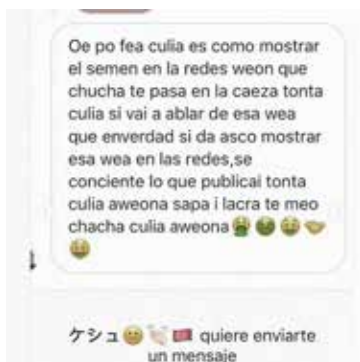 Oe po fea culia es como mostrar
el semen en la redes weon que
chucha te pasa en la caeza tonta
culia si vai a ablar de esa wea
que enverdad si da asco mostrar
esa wea en las redes,se
conciente lo que publicai tonta
culia aweona sapa i lacra te meo
chacha culia aweona
ケシュ quiere enviarte
un mensaje